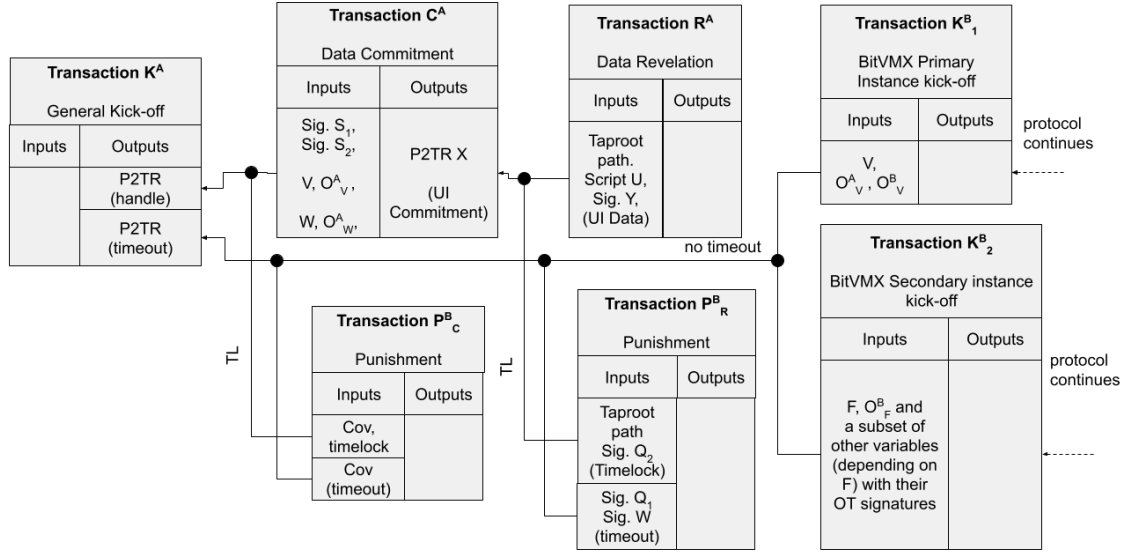 Transaction K^A
General Kick-off
Inputs
Outputs
P2TR
(handle)
P2TR
(timeout)
Transaction C^A
Data Commitment
Inputs
Outputs
Sig. S_1,
Sig. S_2,
V, O^A_V ,
W, O^A_W,
P2TR X
(UI
Commitment)
Transaction R^A
Data Revelation
Inputs
Outputs
Taproot
path.
Script U,
Sig. Y,
(UI Data)
Transaction K^B_1
BitVMX Primary
Instance kick-off
Inputs
Outputs
V,
O^A_V , O^B_V
protocol
continues
no timeout
Transaction K^B_2
BitVMX Secondary instance
kick-off
Inputs
Outputs
F, O^B_F and
a subset of
other variables
(depending on
F) with their
OT signatures
protocol
continues
TL
Transaction P^B_C
Punishment
Inputs
Outputs
Cov,
timelock
Cov
(timeout)
TL
Transaction P^B_R
Punishment
Inputs
Outputs
Taproot
path
Sig. Q_2
(Timelock)
Sig. Q_1
Sig. W
(timeout)